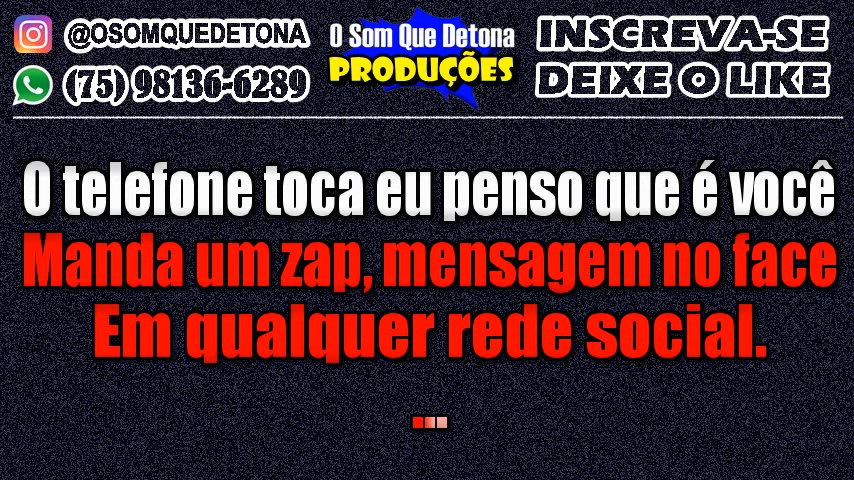 @OSOMQUEDETONA
(75) 98136-6289
O Som Que Detona
PRODUÇÕES
INSCREVA-SE
DEIXE O LIKE
O telefone toca eu penso que é você
Manda um zap, mensagem no face
Em qualquer rede social.